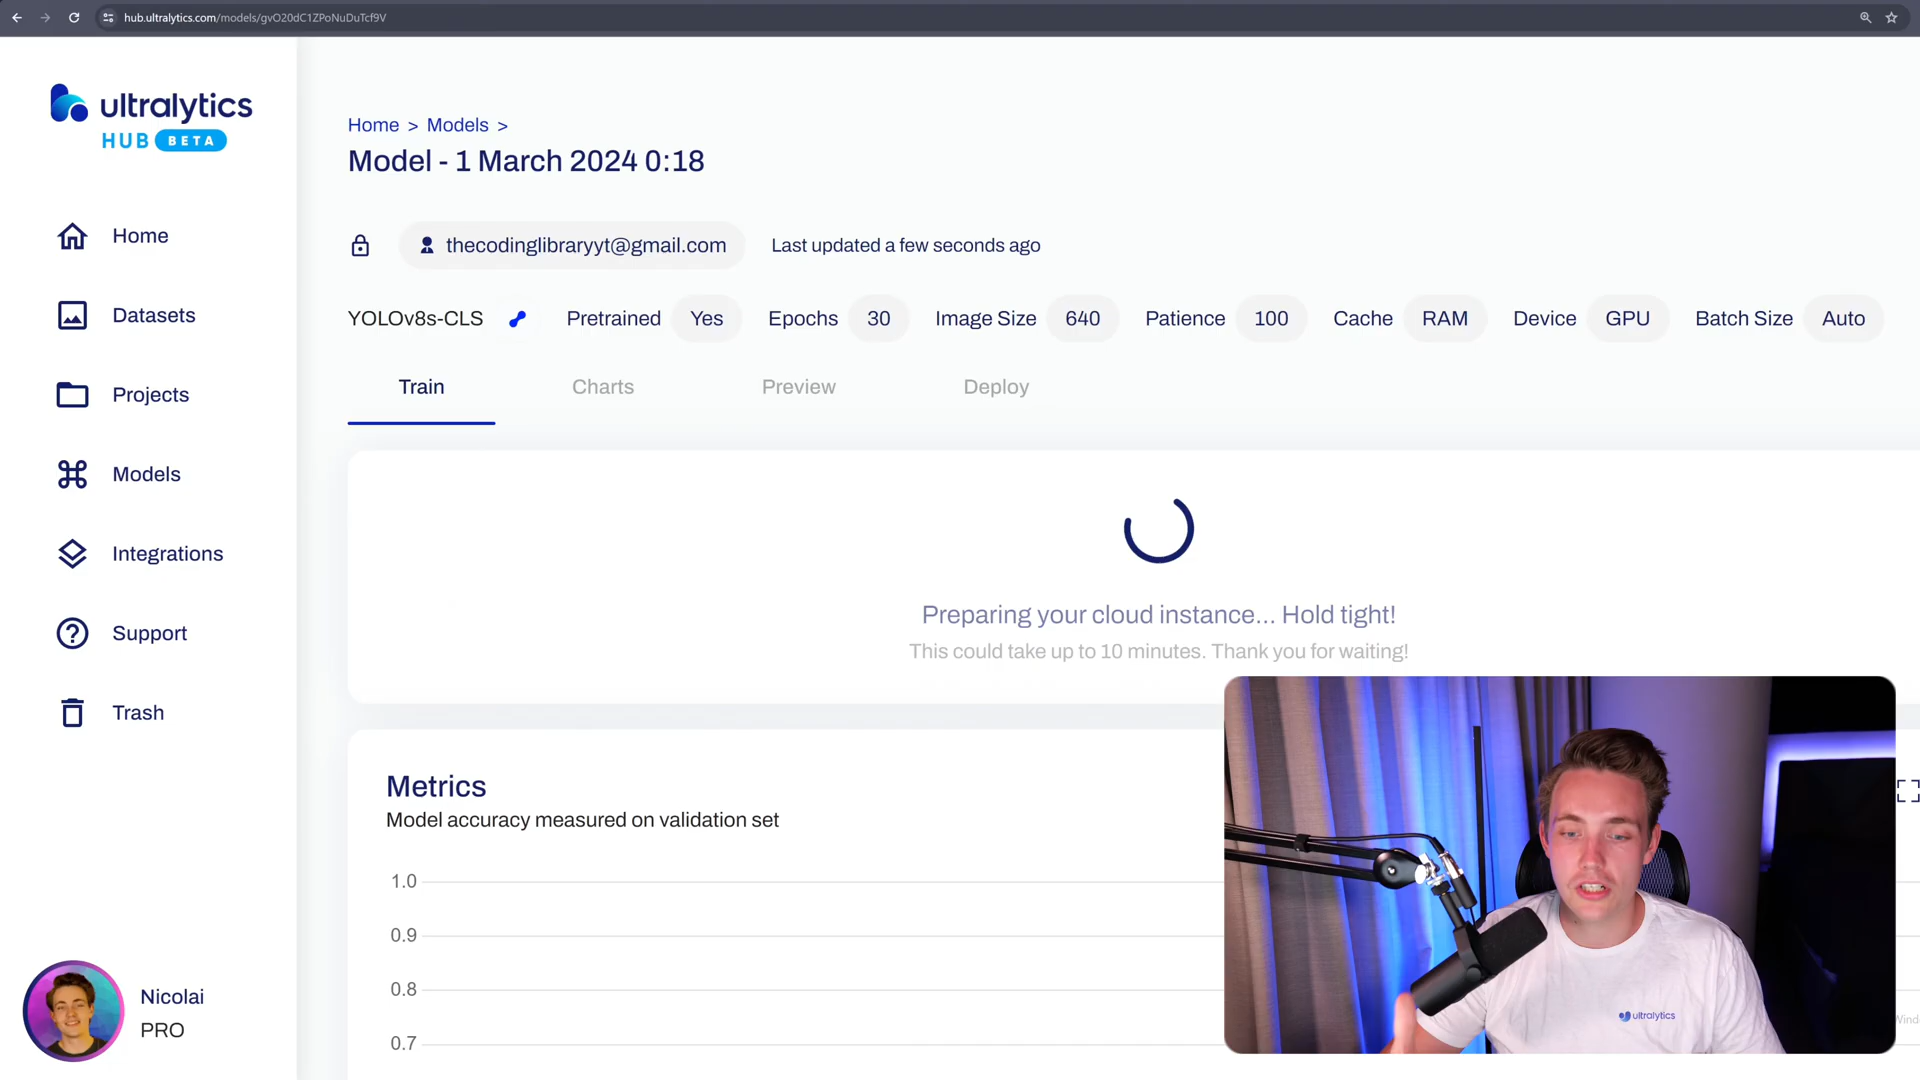 hub.ultralytics.com/models/gvO20dC1ZPoNuDuTcf9V
ultralytics
HUB BETA
Home
Datasets
Projects
Models
Integrations
Support
Trash
Nicolai
PRO
Home > Models >
Model - 1 March 2024 0:18
thecodinglibraryyt@gmail.com Last updated a few seconds ago
YOLOv8s-CLS Pretrained Yes Epochs 30 Image Size 640 Patience 100 Cache RAM Device GPU Batch Size Auto
Train Charts Preview Deploy
Preparing your cloud instance... Hold tight!
This could take up to 10 minutes. Thank you for waiting!
Metrics
Model accuracy measured on validation set
1.0
0.9
0.8
0.7
ultralytics